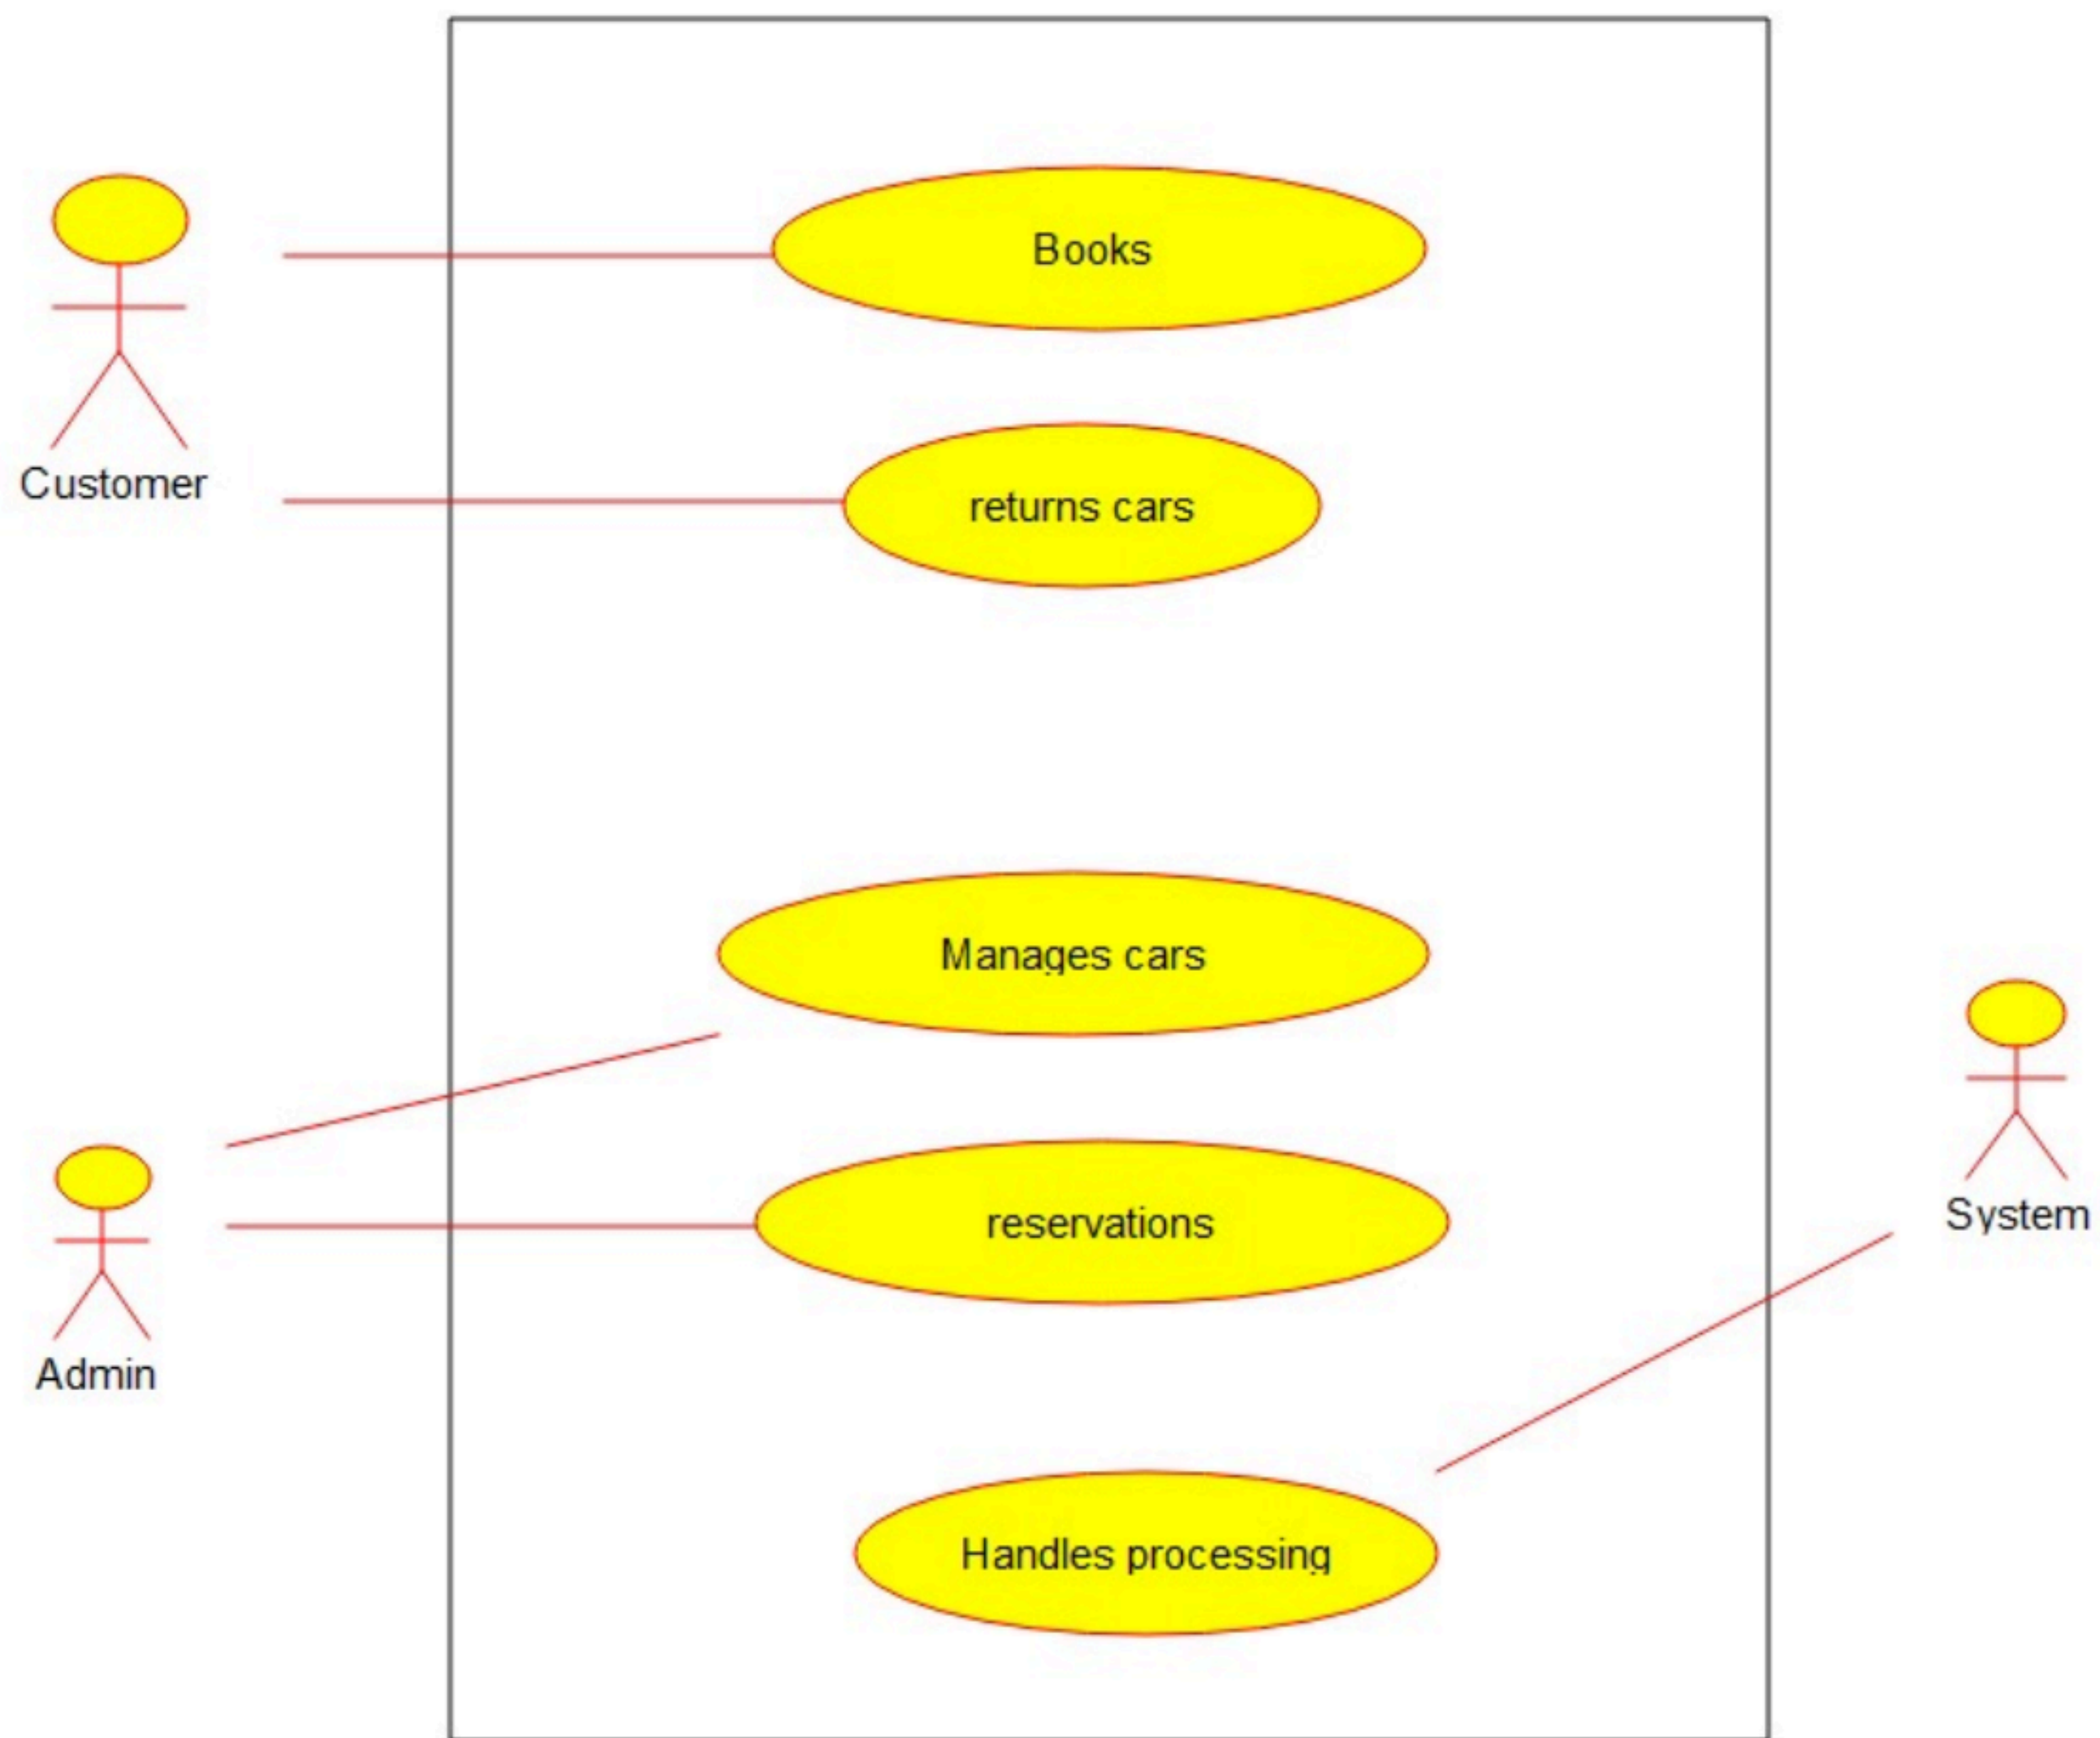 Books
Customer
returns cars
Manages cars
System
reservations
Admin
Handles processing